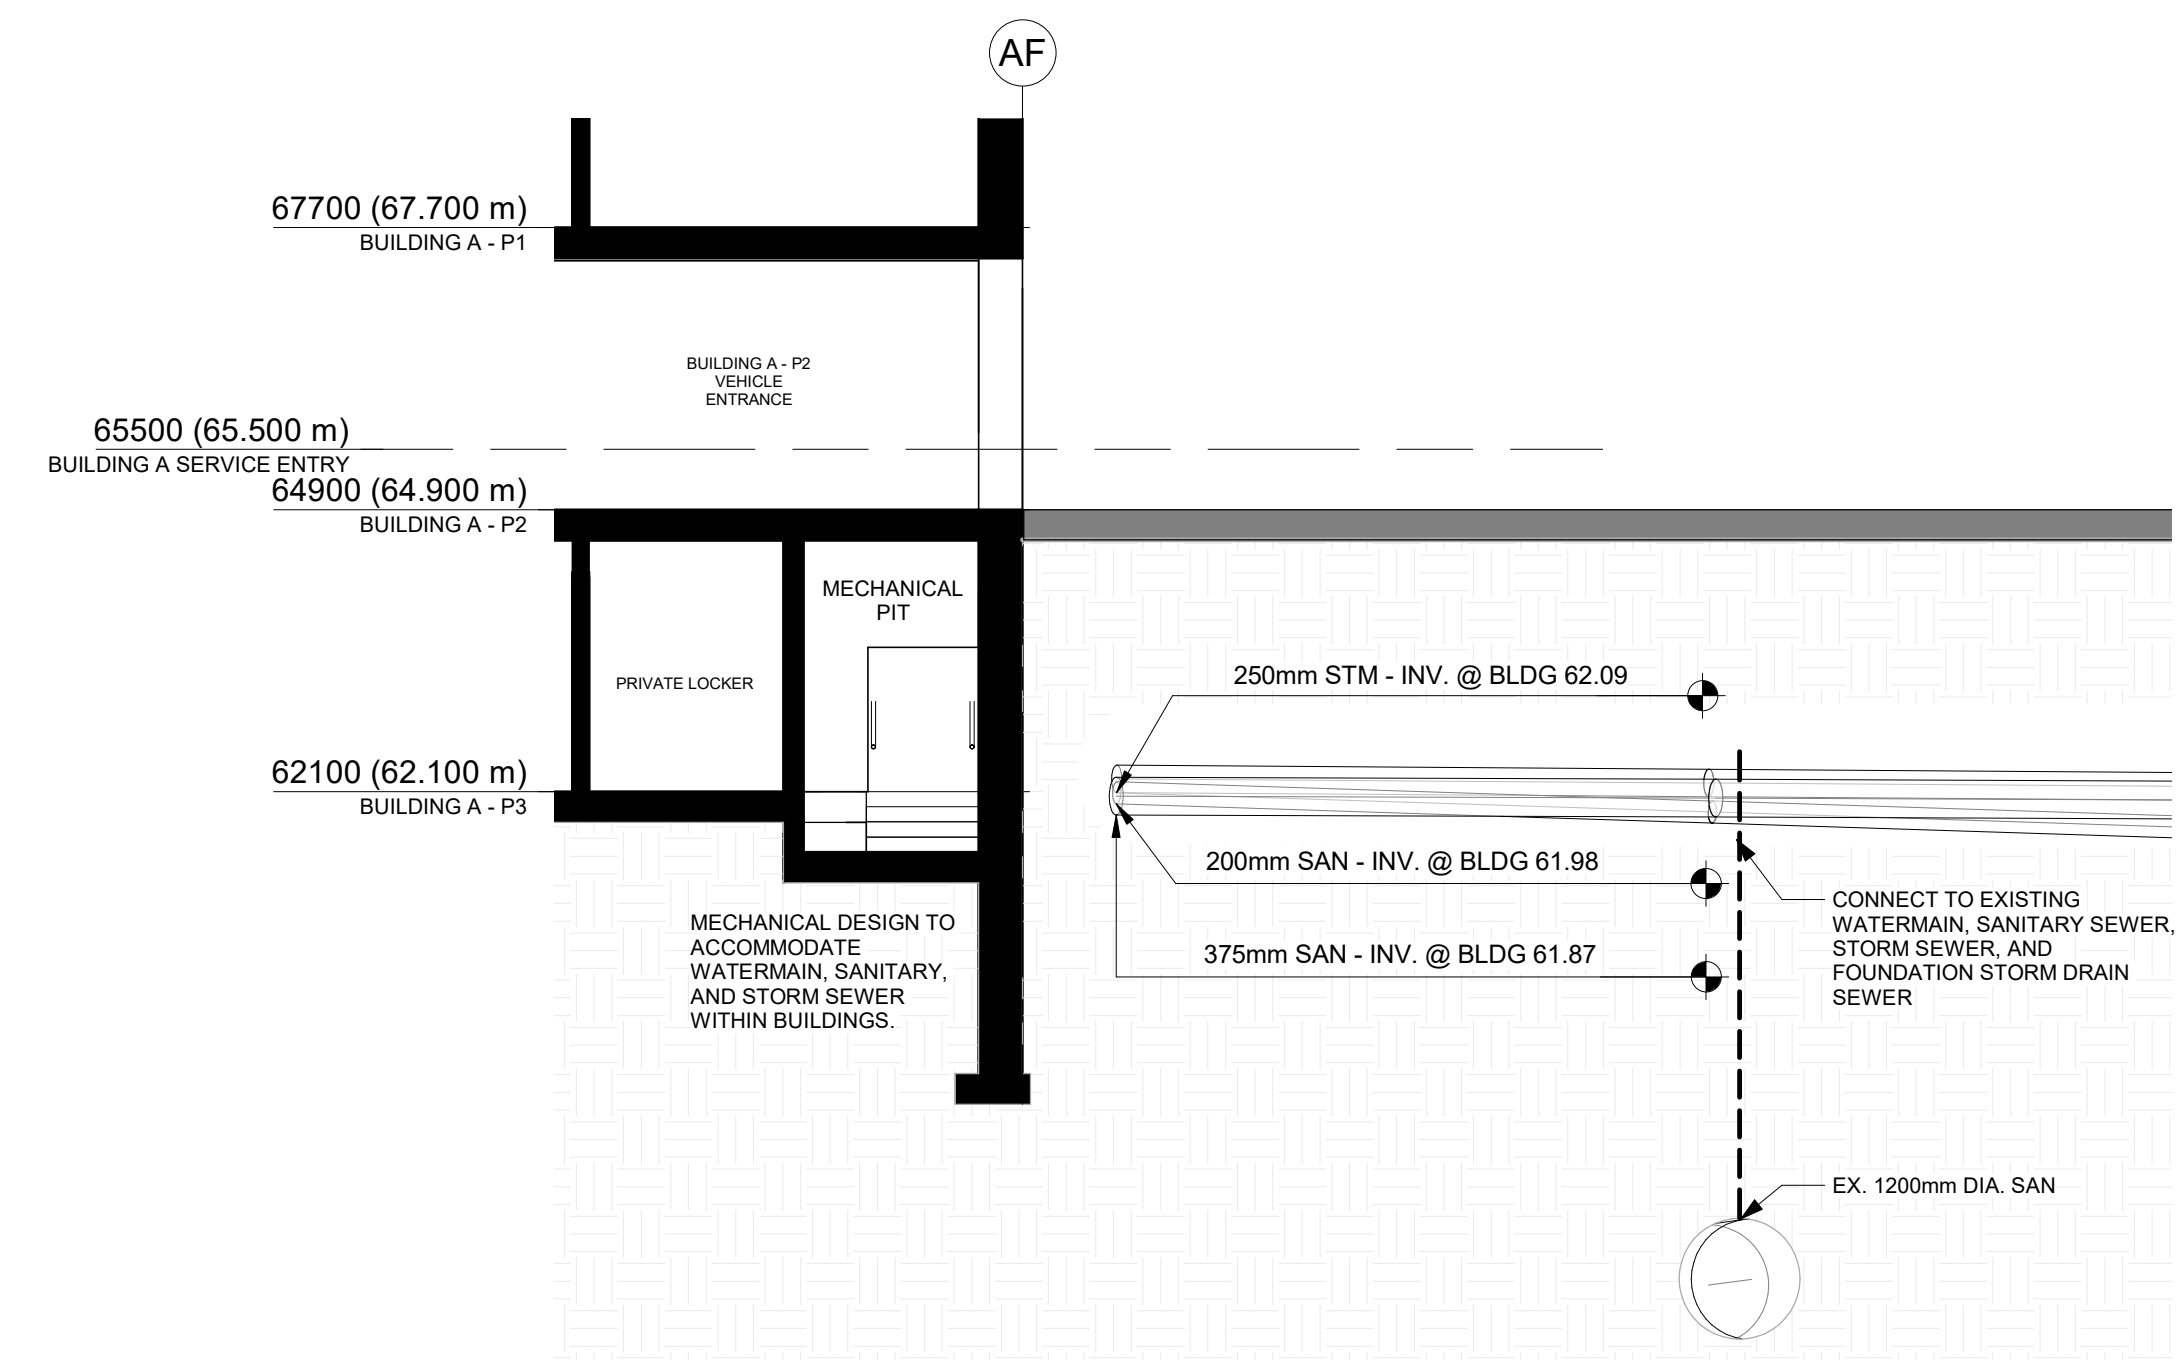 AF
67700 (67.700 m)
BUILDING A - P1
BUILDING A - P2
VEHICLE
ENTRANCE
65500 (65.500 m)
BUILDING A SERVICE ENTRY
64900 (64.900 m)
BUILDING A - P2
MECHANICAL
PIT
PRIVATE LOCKER
250mm STM - INV. @ BLDG 62.09
62100 (62.100 m)
BUILDING A - P3
200mm SAN - INV. @ BLDG 61.98
375mm SAN - INV. @ BLDG 61.87
MECHANICAL DESIGN TO
ACCOMMODATE
WATERMAIN, SANITARY,
AND STORM SEWER
WITHIN BUILDINGS.
CONNECT TO EXISTING
WATERMAIN, SANITARY SEWER,
STORM SEWER, AND
FOUNDATION STORM DRAIN
SEWER
EX. 1200mm DIA. SAN